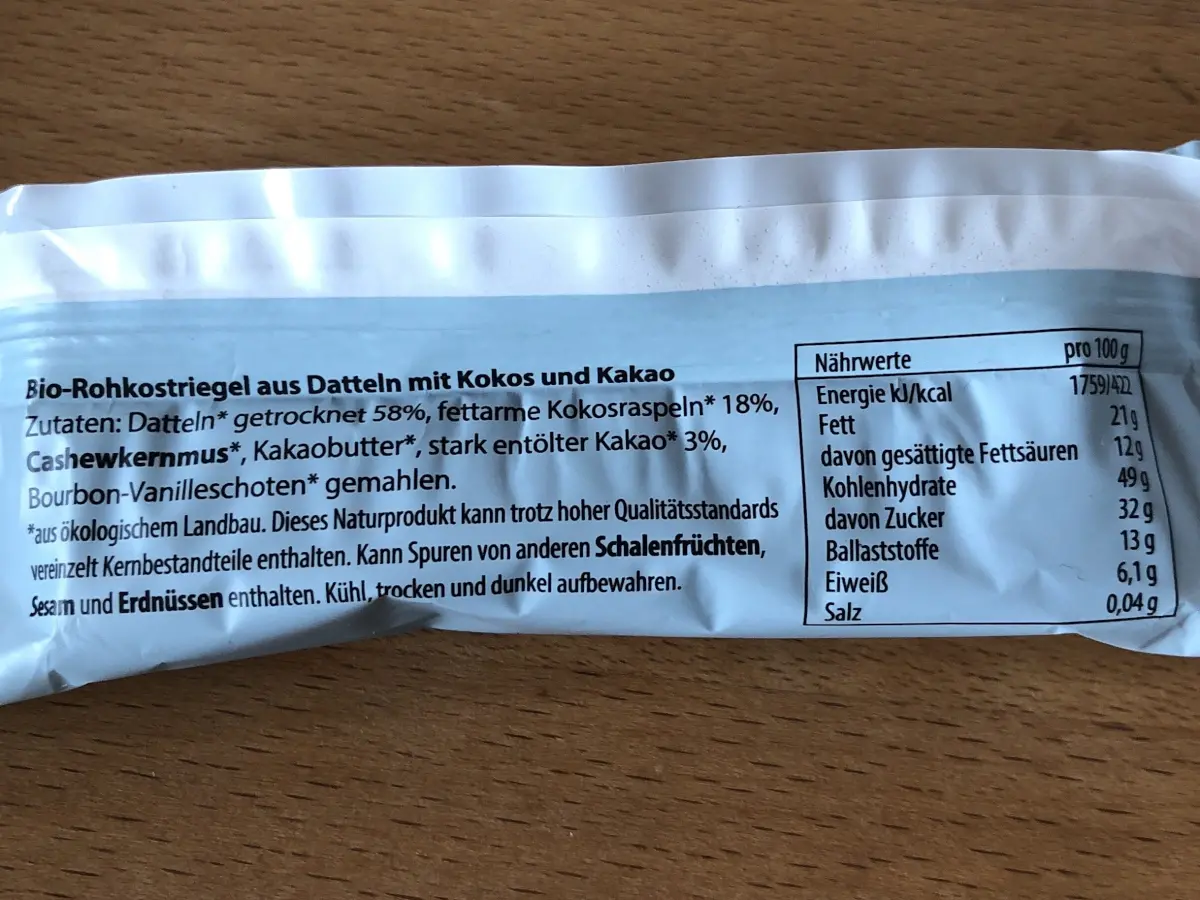 Bio-Rohkostriegel aus Datteln mit Kokos und Kakao
Zutaten: Datteln* getrocknet 58%, fettarme Kokosraspeln* 18%,
Cashewkernmus*, Kakaobutter*, stark entölter Kakao* 3%,
Bourbon-Vanilleschoten* gemahlen.
*aus ökologischem Landbau. Dieses Naturprodukt kann trotz hoher Qualitätsstandards
vereinzelt Kernbestandteile enthalten. Kann Spuren von anderen Schalenfrüchten,
Sesam und Erdnüssen enthalten. Kühl, trocken und dunkel aufbewahren.
Nährwerte pro 100 g
Energie kJ/kcal 1759/422
Fett 21 g
davon gesättigte Fettsäuren 12 g
Kohlenhydrate 49 g
davon Zucker 32 g
Ballaststoffe 13 g
Eiweiß 6,1 g
Salz 0,04 g